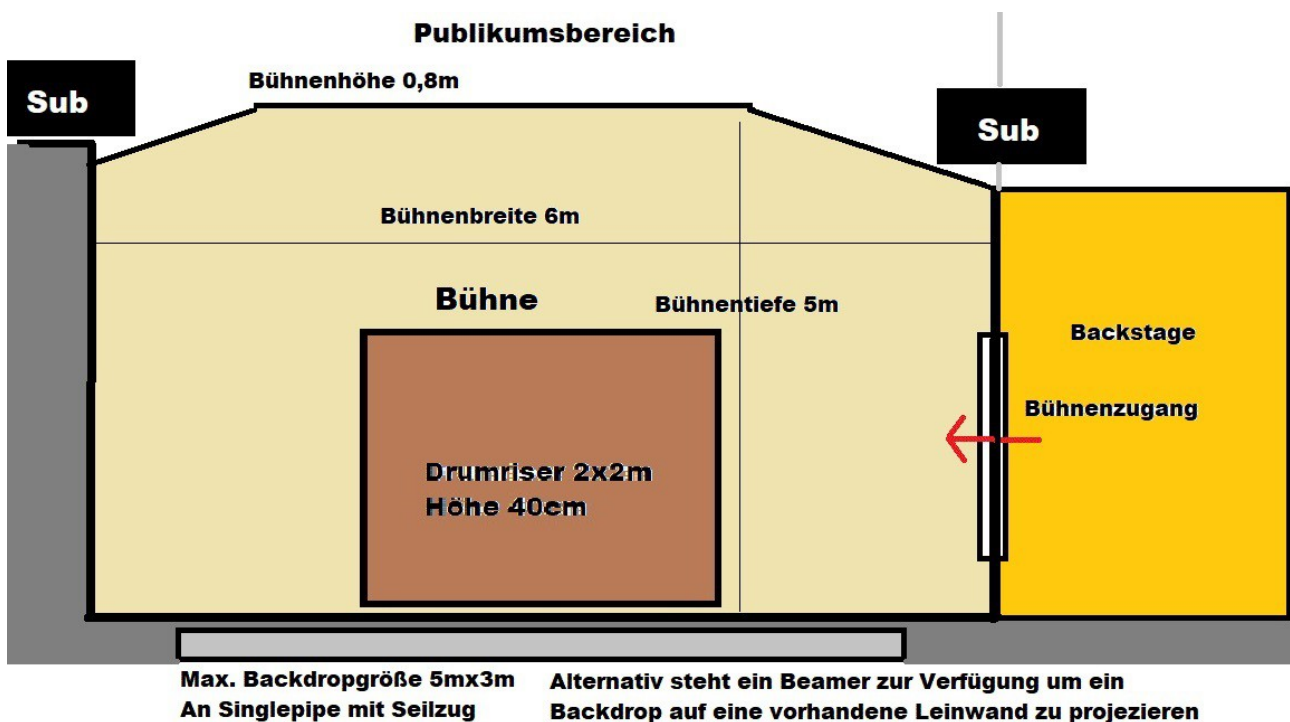 Publikumsbereich
Bühnenhöhe 0,8m
Sub
Sub
Bühnenbreite 6m
Bühne
Bühnentiefe 5m
Backstage
Bühnenzugang
Drumriser 2x2m
Höhe 40cm
Max. Backdropgröße 5mx3m
An Singlepipe mit Seilzug
Alternativ steht ein Beamer zur Verfügung um ein
Backdrop auf eine vorhandene Leinwand zu projezieren